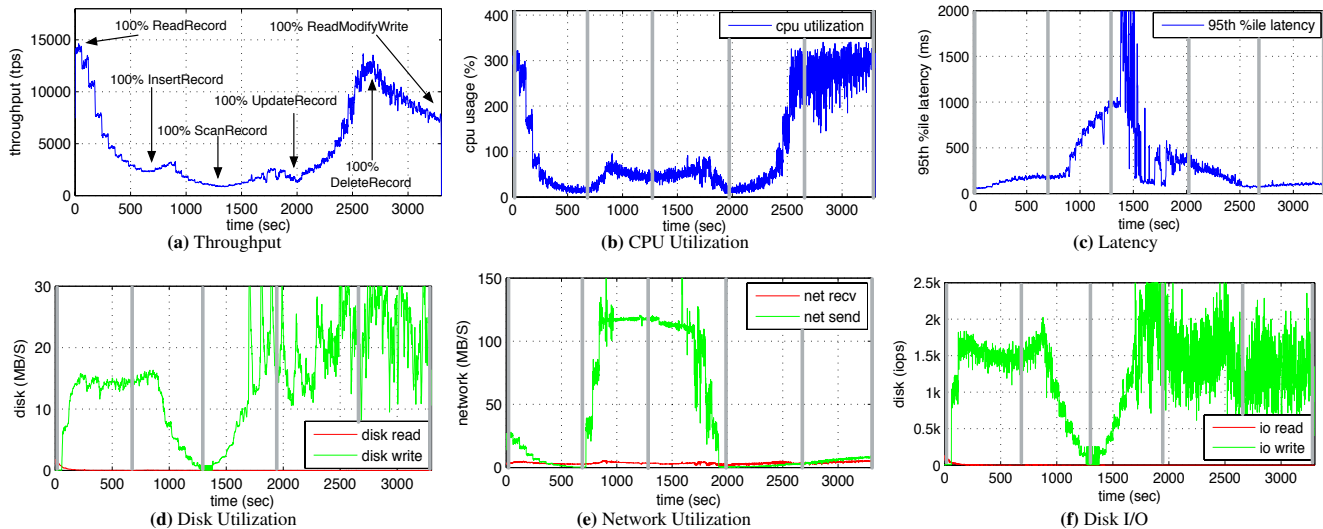 15000
10000
5000
0
throughput (tps)
100% ReadRecord
100% ReadModifyWrite
100% InsertRecord
100% UpdateRecord
100% ScanRecord
100%
DeleteRecord
0 500 1000 1500 2000 2500 3000
time (sec)
(a) Throughput
400
300
200
100
0
cpu usage (%)
cpu utilization
0 500 1000 1500 2000 2500 3000
time (sec)
(b) CPU Utilization
2000
1500
1000
500
0
95th %ile latency (ms)
95th %ile latency
0 500 1000 1500 2000 2500 3000
time (sec)
(c) Latency
30
20
10
0
disk (MB/S)
disk read
disk write
0 500 1000 1500 2000 2500 3000
time (sec)
(d) Disk Utilization
150
100
50
0
network (MB/S)
net recv
net send
0 500 1000 1500 2000 2500 3000
time (sec)
(e) Network Utilization
2.5k
2k
1.5k
1k
0.5k
0
disk (iops)
io read
io write
0 500 1000 1500 2000 2500 3000
time (sec)
(f) Disk I/O